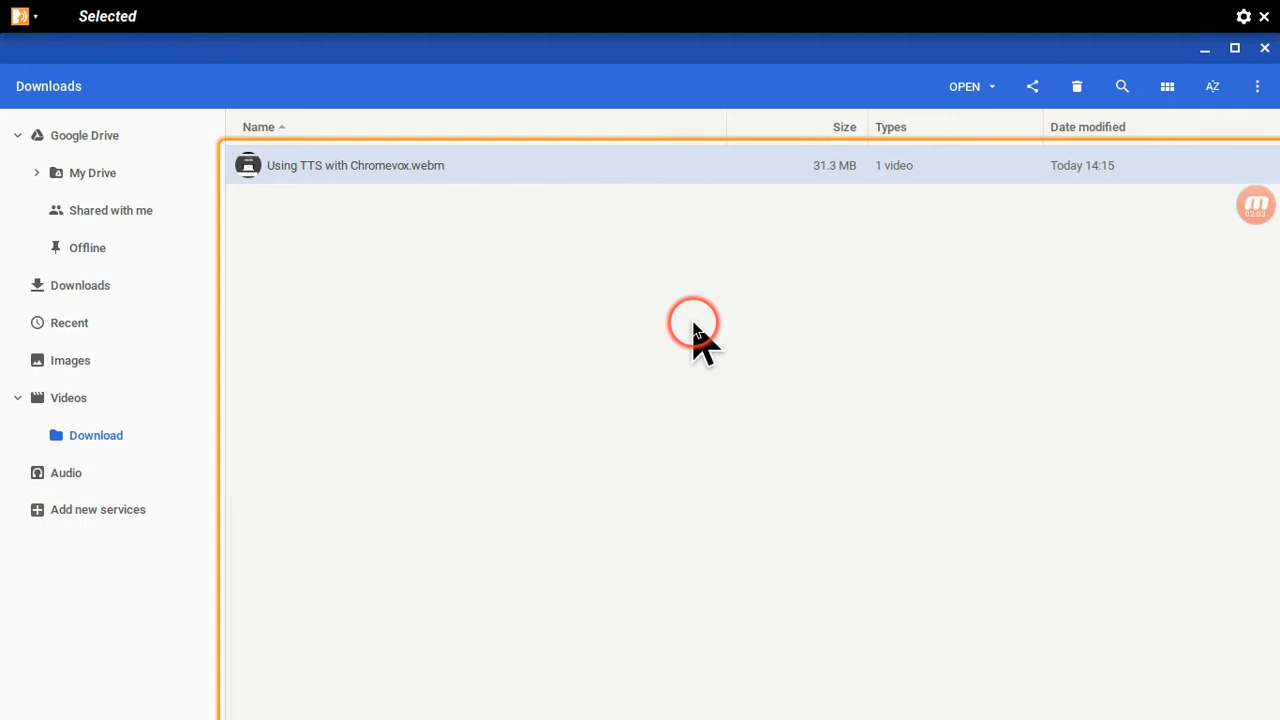 Selected
Downloads
OPEN
Name
Size
Types
Date modified
Google Drive
My Drive
Shared with me
Offline
Downloads
Recent
Images
Videos
Download
Audio
Add new services
Using TTS with Chromevox.webm
31.3 MB
1 video
Today 14:15
02:03